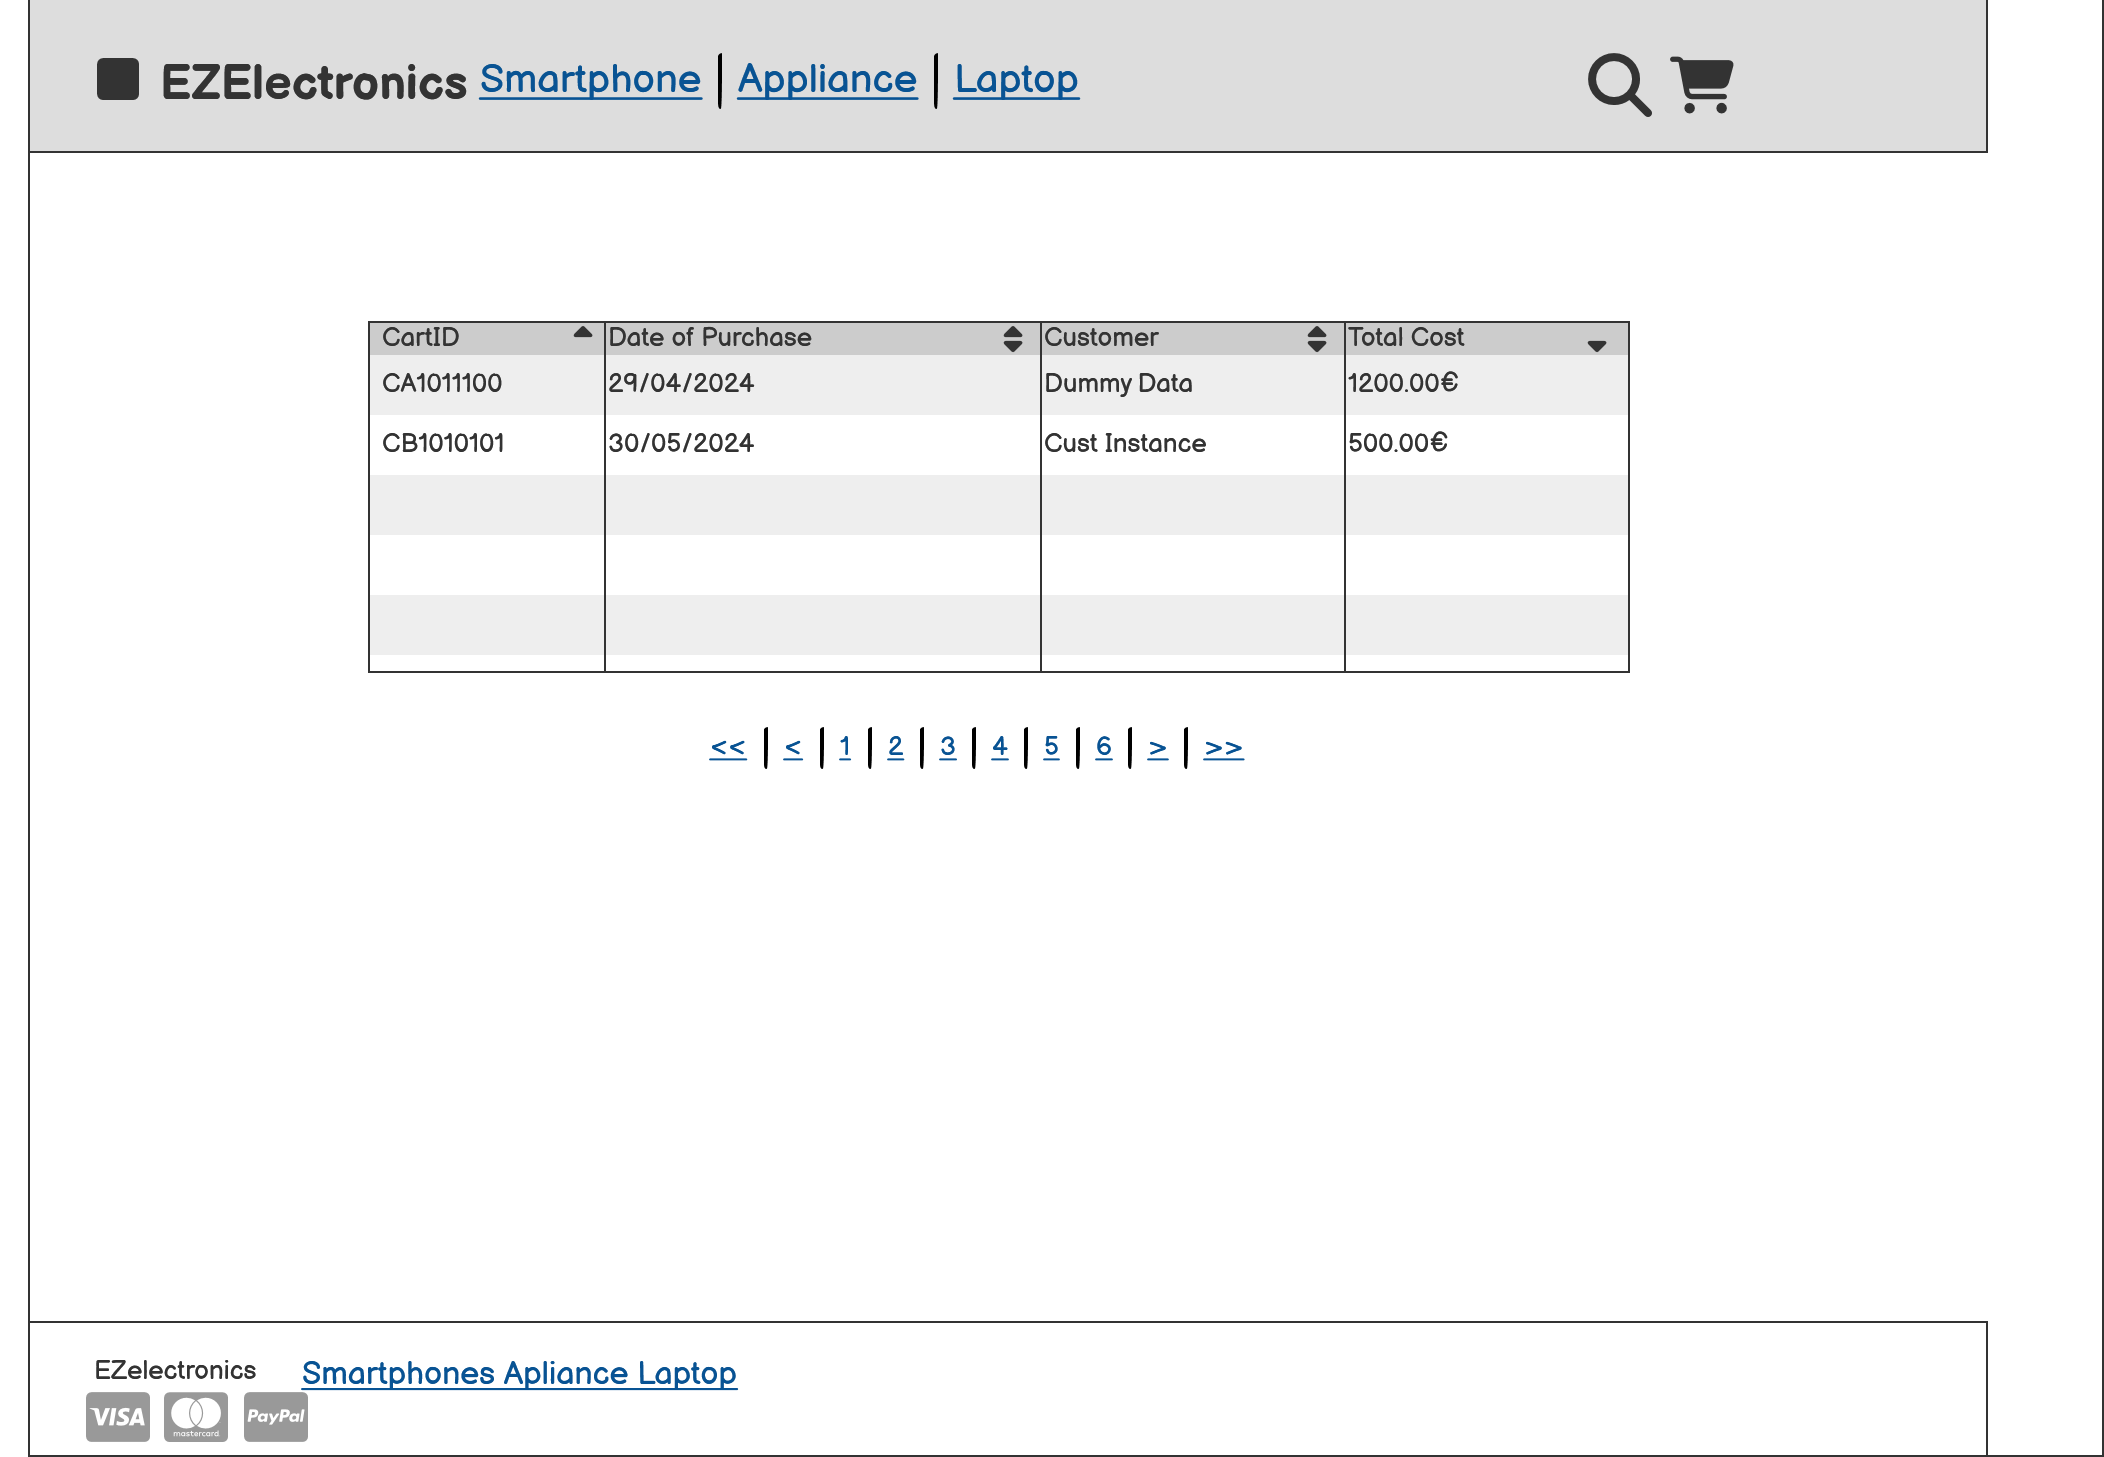 EZElectronics Smartphone | Appliance | Laptop
CartID Date of Purchase Customer Total Cost
CA1011100 29/04/2024 Dummy Data 1200.00€
CB1010101 30/05/2024 Cust Instance 500.00€
<< | < | 1 | 2 | 3 | 4 | 5 | 6 | > | >>
EZelectronics Smartphones Apliance Laptop
VISA mastercard PayPal